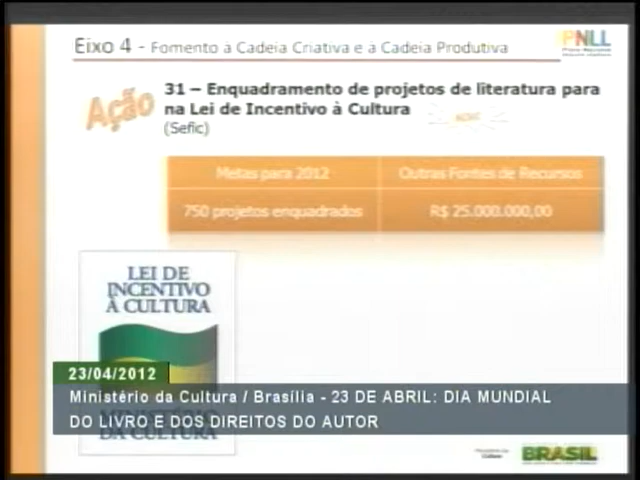 Eixo 4 - Fomento à Cadeia Criativa e à Cadeia Produtiva
PNLL
Ação
31 – Enquadramento de projetos de literatura para
na Lei de Incentivo à Cultura
(Sefic)
Metas para 2012
Outras Fontes de Recursos
750 projetos enquadrados
R$ 25.000.000,00
LEI DE
INCENTIVO
À CULTURA
23/04/2012
Ministério da Cultura / Brasília - 23 DE ABRIL: DIA MUNDIAL
DO LIVRO E DOS DIREITOS DO AUTOR
DA CULTURA
BRASIL